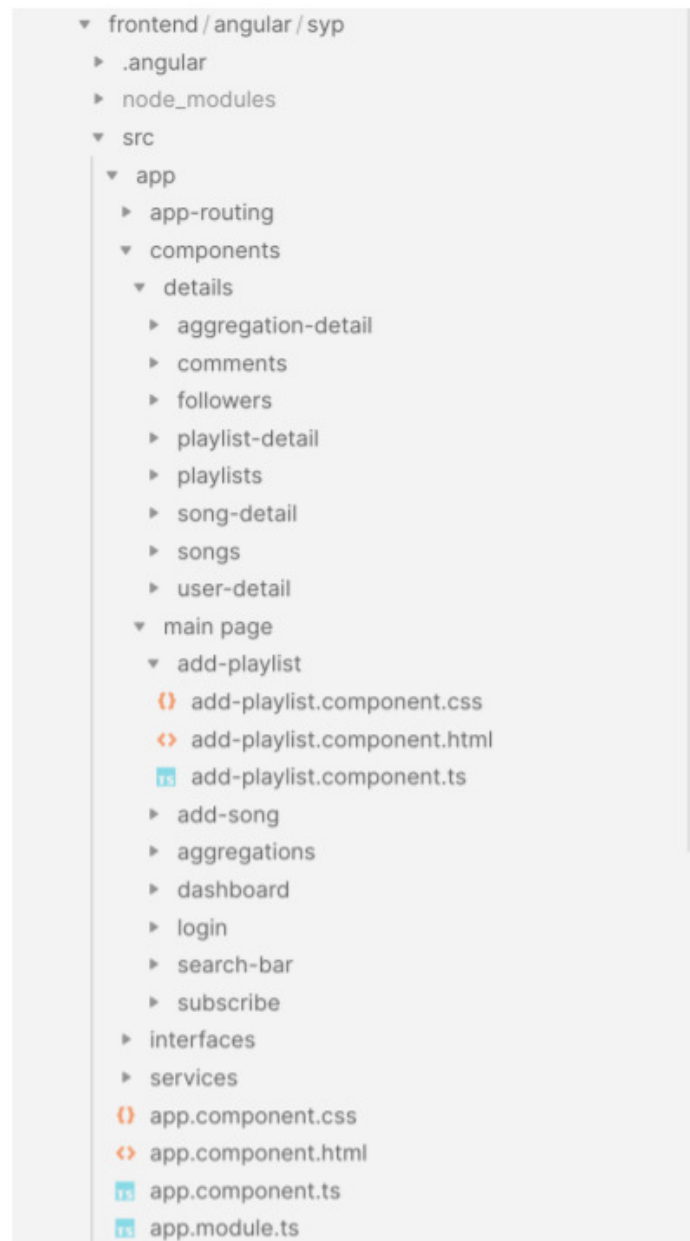 frontend / angular / syp
.angular
node_modules
src
app
app-routing
components
details
aggregation-detail
comments
followers
playlist-detail
playlists
song-detail
songs
user-detail
main page
add-playlist
{} add-playlist.component.css
<> add-playlist.component.html
TS add-playlist.component.ts
add-song
aggregations
dashboard
login
search-bar
subscribe
interfaces
services
{} app.component.css
<> app.component.html
TS app.component.ts
TS app.module.ts